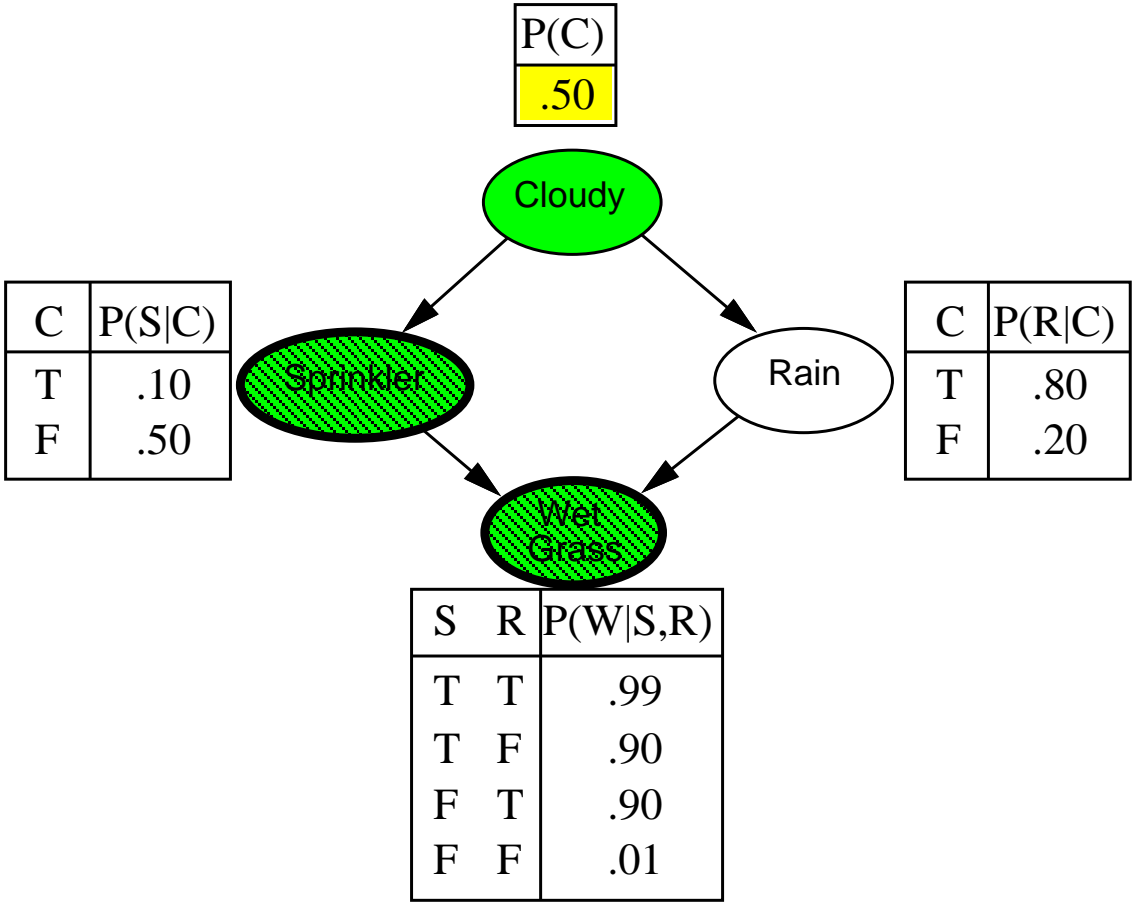 P(C)
.50
Cloudy
C P(S|C)
T .10
F .50
Sprinkler
Rain
C P(R|C)
T .80
F .20
Wet
Grass
S R P(W|S,R)
T T .99
T F .90
F T .90
F F .01